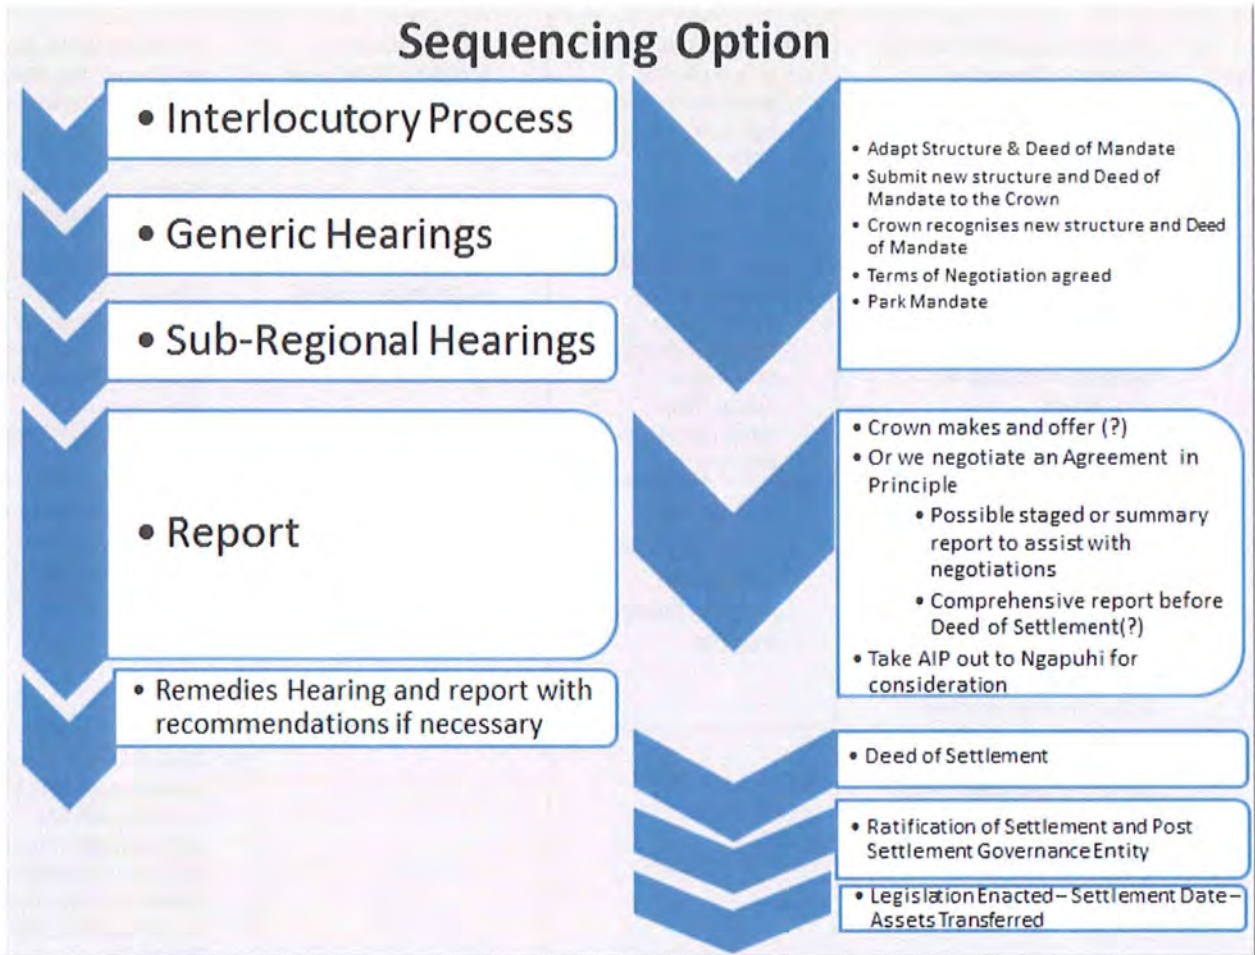 Sequencing Option
• Interlocutory Process
• Generic Hearings
• Sub-Regional Hearings
• Report
• Remedies Hearing and report with
recommendations if necessary
• Adapt Structure & Deed of Mandate
• Submit new structure and Deed of
Mandate to the Crown
• Crown recognises new structure and Deed
of Mandate
• Terms of Negotiation agreed
• Park Mandate
• Crown makes and offer (?)
• Or we negotiate an Agreement in
Principle
• Possible staged or summary
report to assist with
negotiations
• Comprehensive report before
Deed of Settlement(?)
• Take AIP out to Ngapuhi for
consideration
• Deed of Settlement
• Ratification of Settlement and Post
Settlement Governance Entity
• Legislation Enacted – Settlement Date –
Assets Transferred